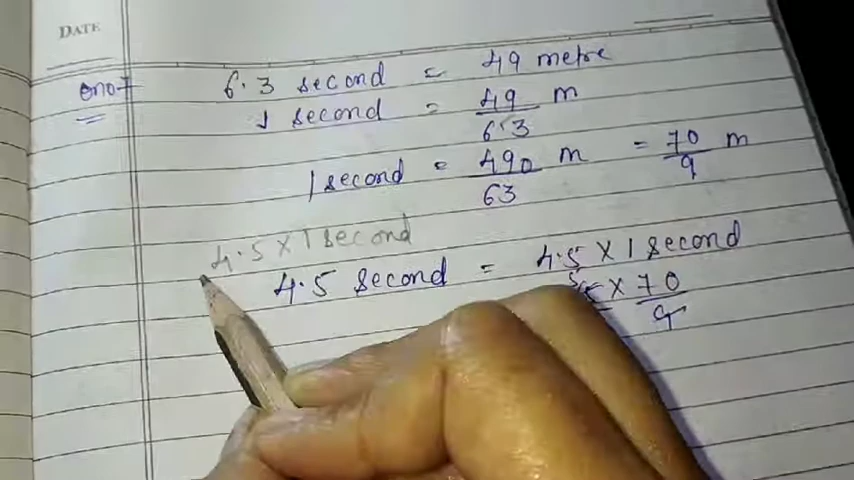 DATE
6.3 second = 49 metre
1 second = 49/6.3 m
1 second = 490/63 m = 70/9 m
4.5 × 1 second
4.5 second = 4.5 × 1 second
× 70/9